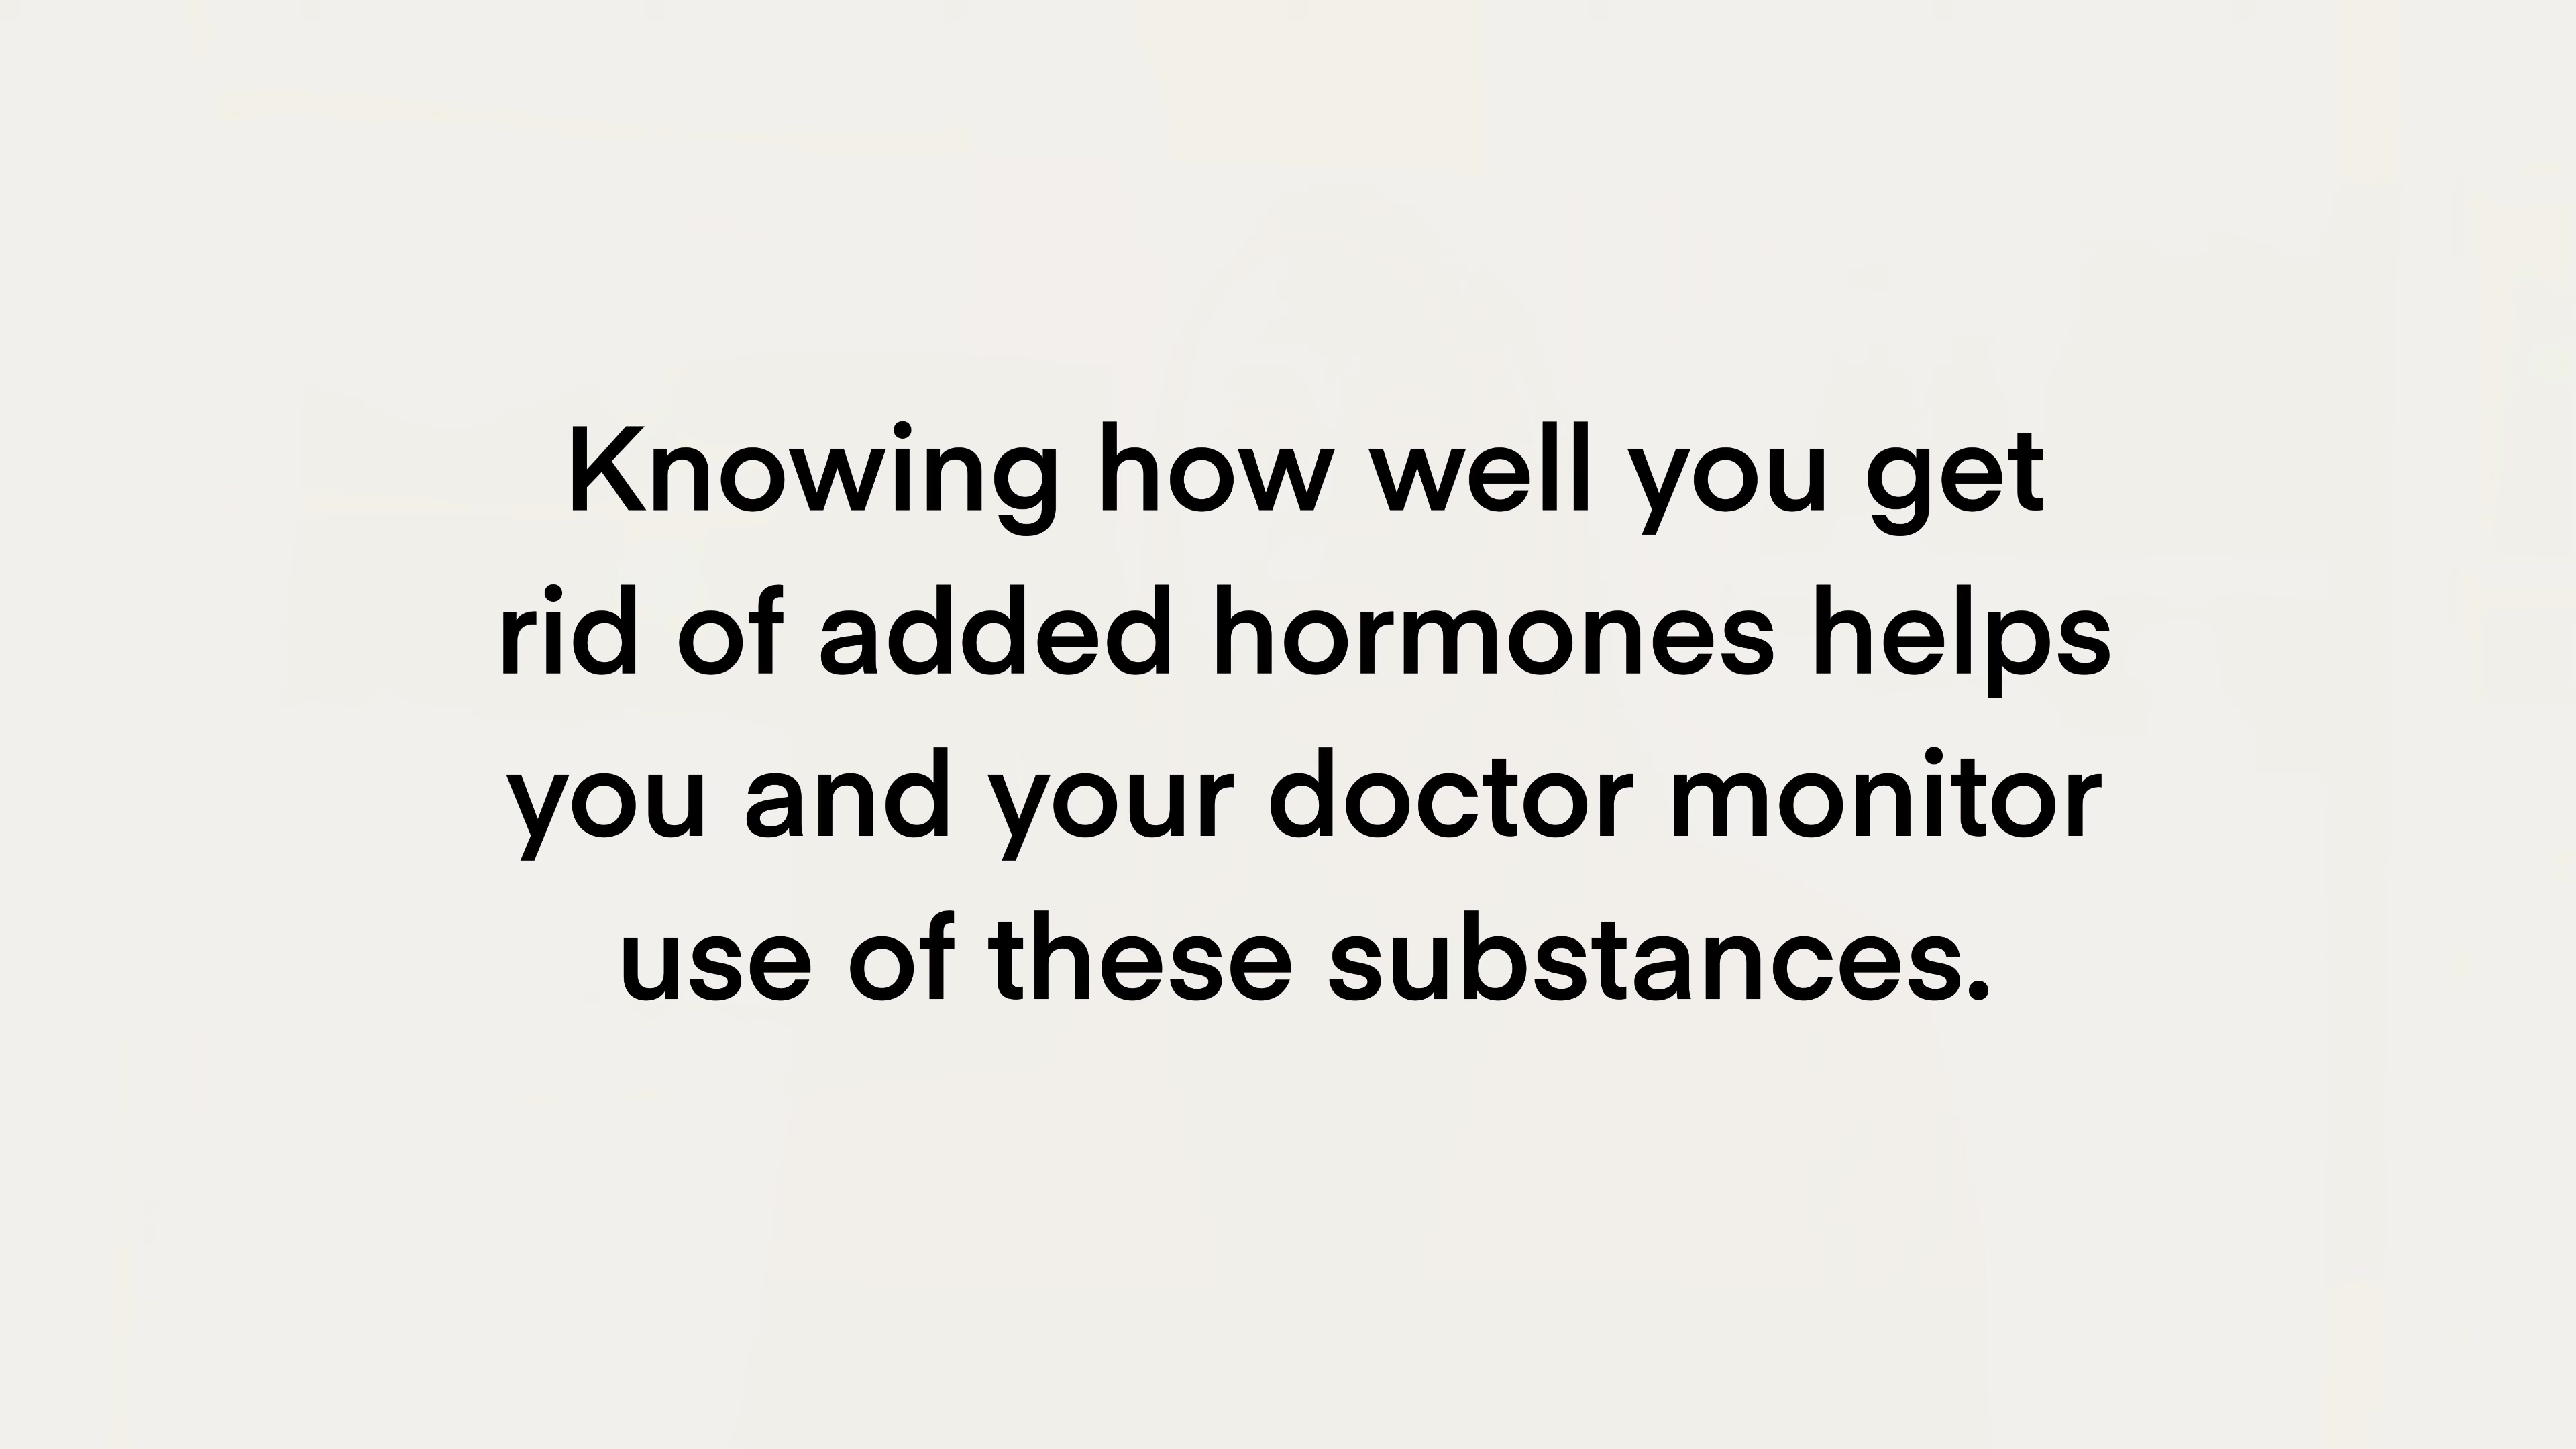 Knowing how well you get
rid of added hormones helps
you and your doctor monitor
use of these substances.